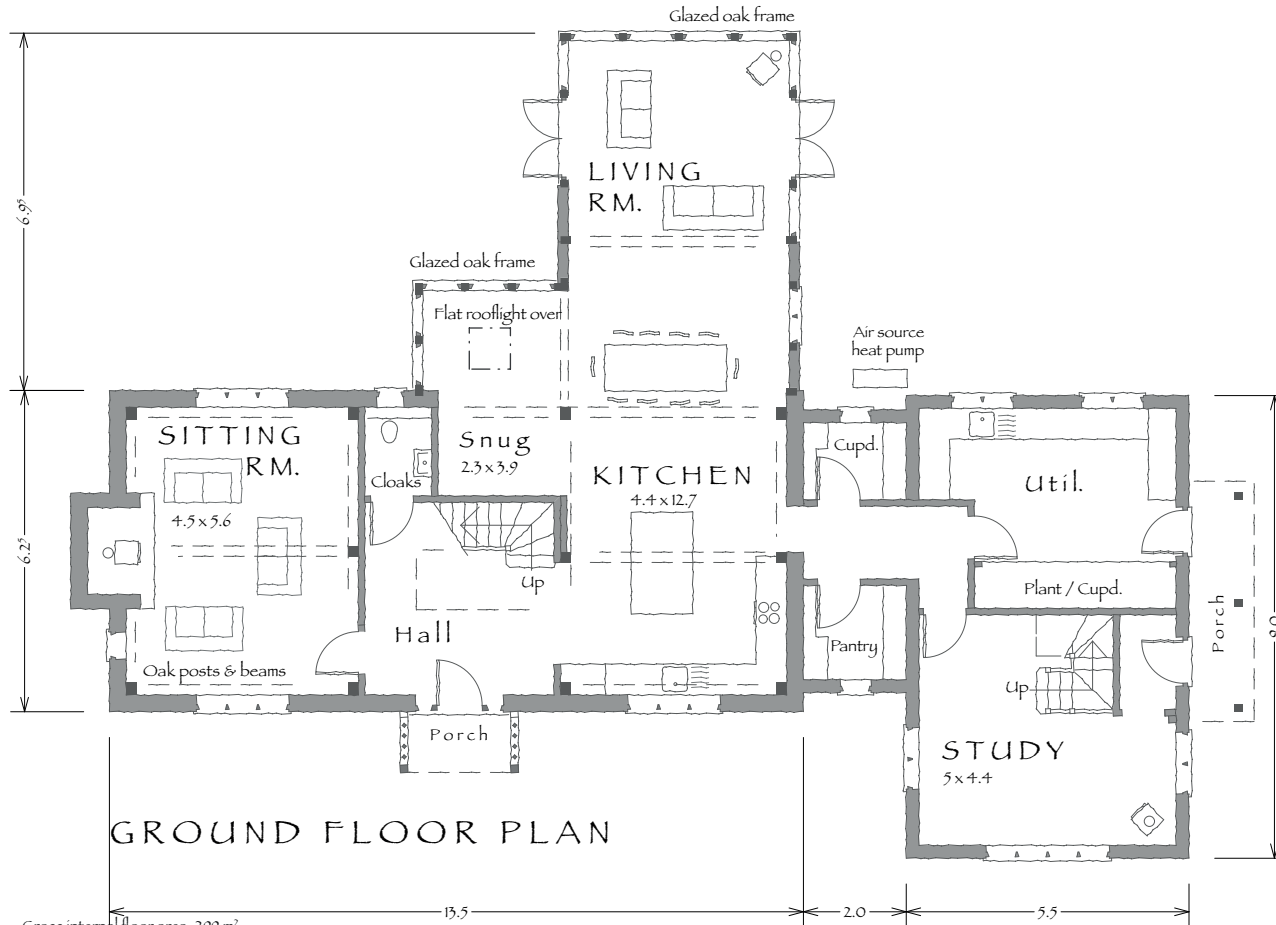 Glazed oak frame
LIVING
RM.
6.95
Glazed oak frame
Flat rooflight over
Air source
heat pump
SITTING
RM.
4.5 x 5.6
Cloaks
Snug
2.3 x 3.9
KITCHEN
4.4 x 12.7
Cupd.
Util.
6.25
Up
Plant / Cupd.
Porch
8.0
Hall
Pantry
Oak posts & beams
Up
Porch
STUDY
5 x 4.4
GROUND FLOOR PLAN
13.5
2.0
5.5